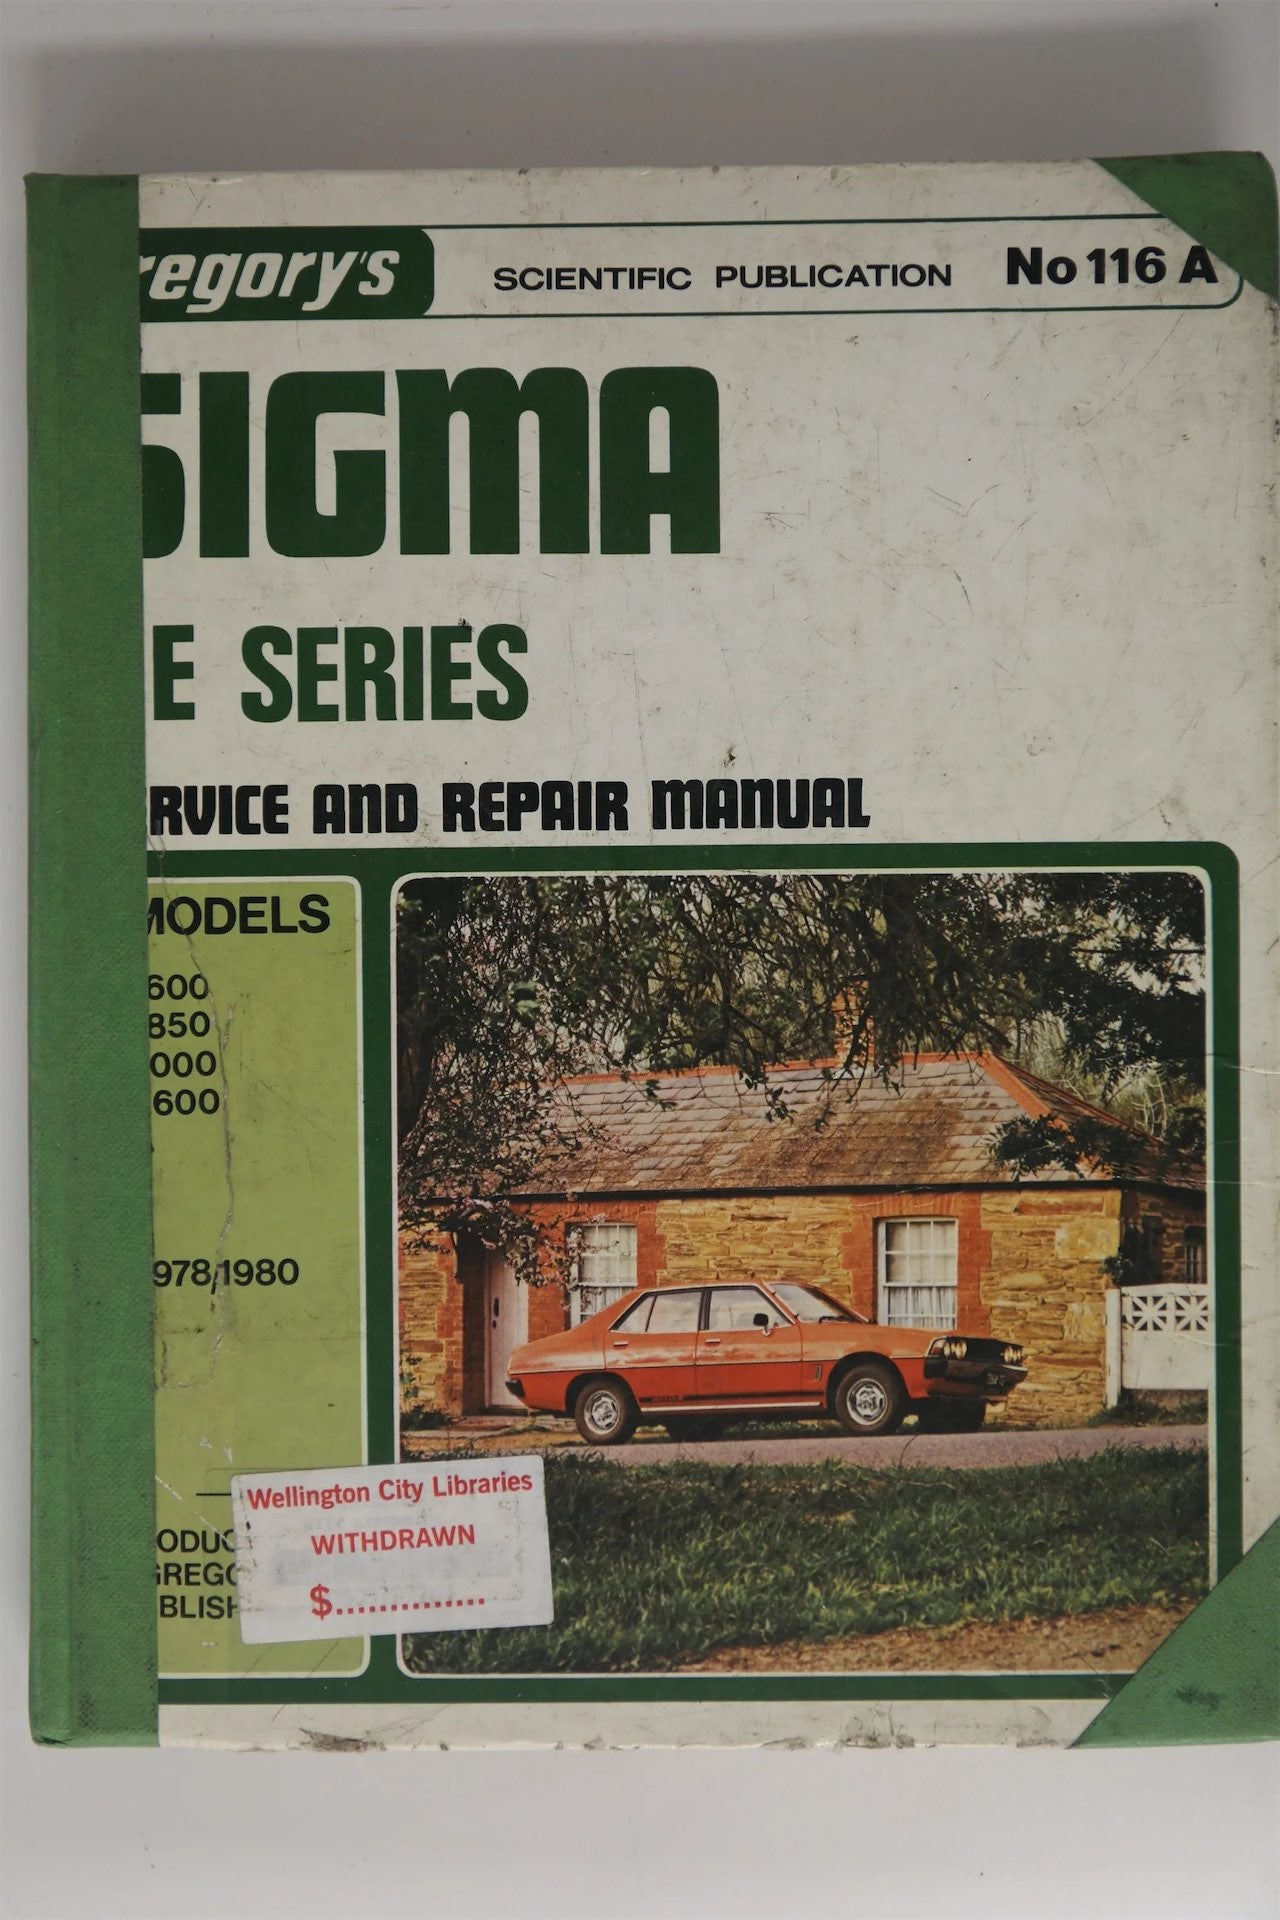 regory's SCIENTIFIC PUBLICATION No 116 A
SIGMA
E SERIES
RVICE AND REPAIR MANUAL
MODELS
600
850
000
600
978/1980
ODUC
GREGO
BLISH
Wellington City Libraries
WITHDRAWN
$..............